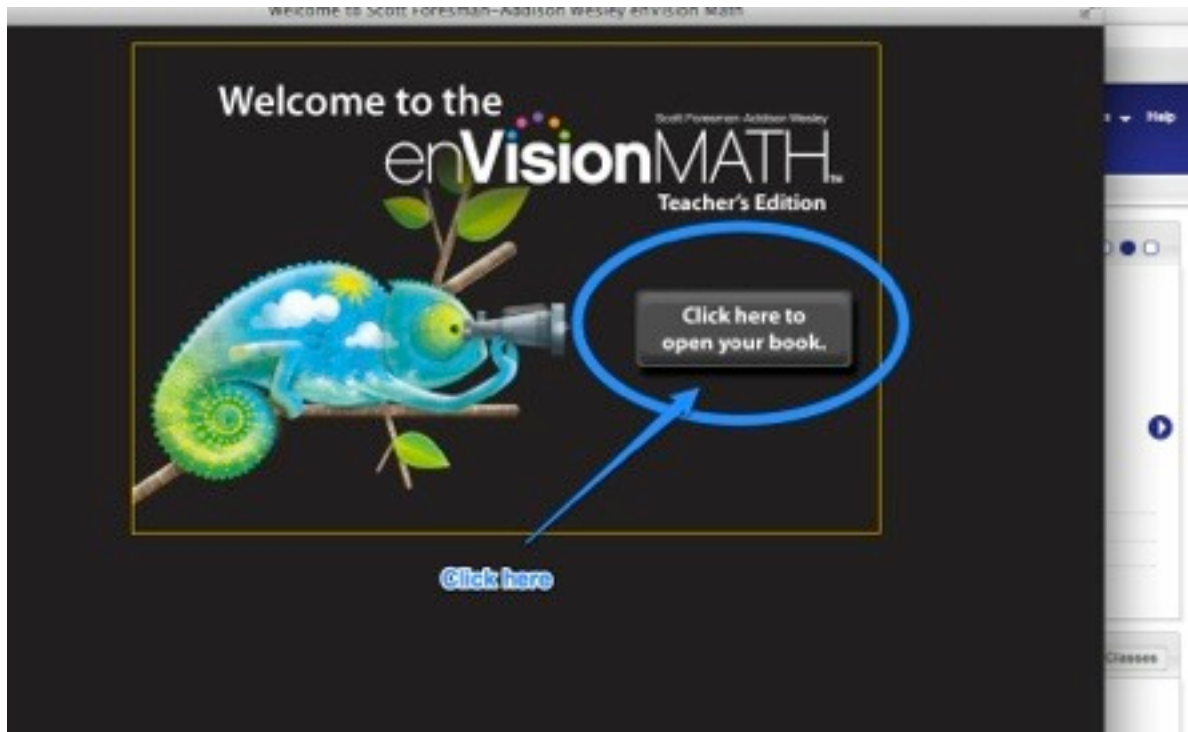 Welcome to Scott Foresman-Addison Wesley enVision Math
Help
Welcome to the
Scott Foresman Addison Wesley
enVisionMATH™
Teacher's Edition
Click here to
open your book.
Click here
Classes